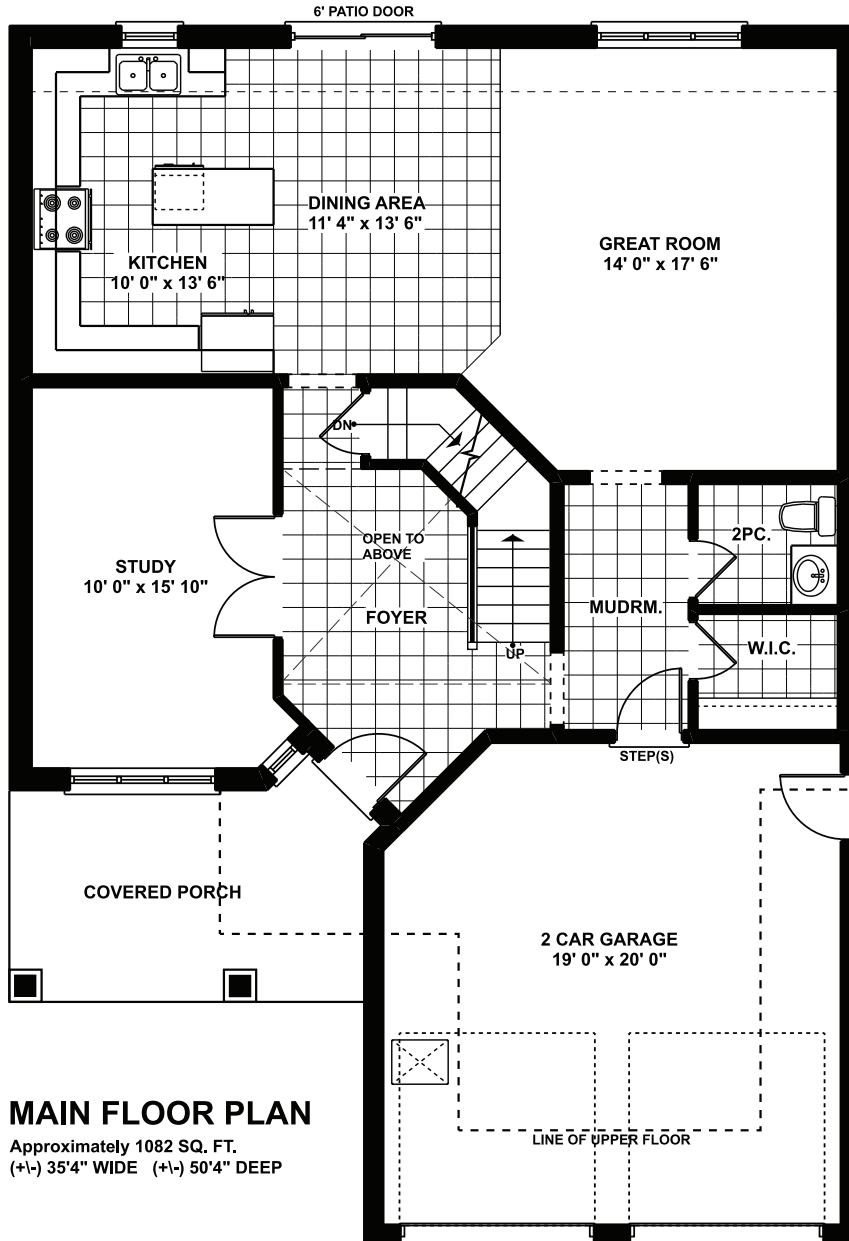 6' PATIO DOOR
DINING AREA
11' 4" x 13' 6"
GREAT ROOM
14' 0" x 17' 6"
KITCHEN
10' 0" x 13' 6"
DN
OPEN TO
ABOVE
2PC.
STUDY
10' 0" x 15' 10"
FOYER
MUDRM.
W.I.C.
UP
STEP(S)
COVERED PORCH
2 CAR GARAGE
19' 0" x 20' 0"
MAIN FLOOR PLAN
LINE OF UPPER FLOOR
Approximately 1082 SQ. FT.
(+\-) 35'4" WIDE (+\-) 50'4" DEEP